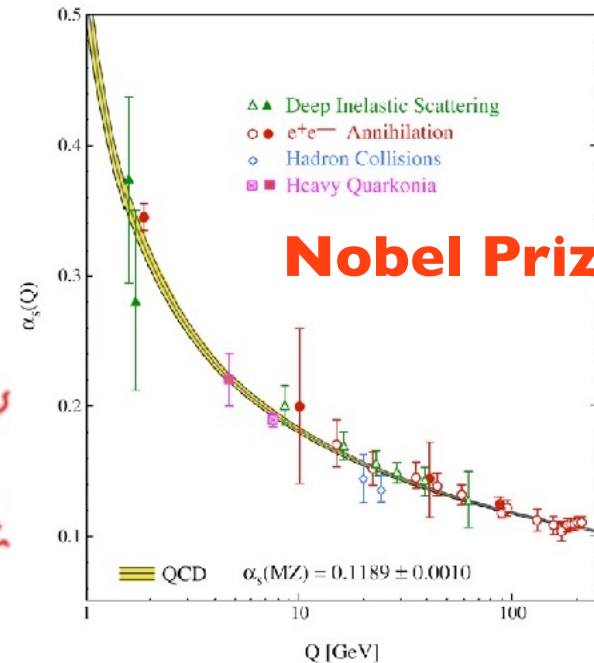 0.5
0.4
0.3
0.2
0.1
αs(Q)
Deep Inelastic Scattering
e⁺e⁻ Annihilation
Hadron Collisions
Heavy Quarkonia
Nobel Priz
QCD αs(MZ) = 0.1189 ± 0.0010
1 10 100
Q [GeV]